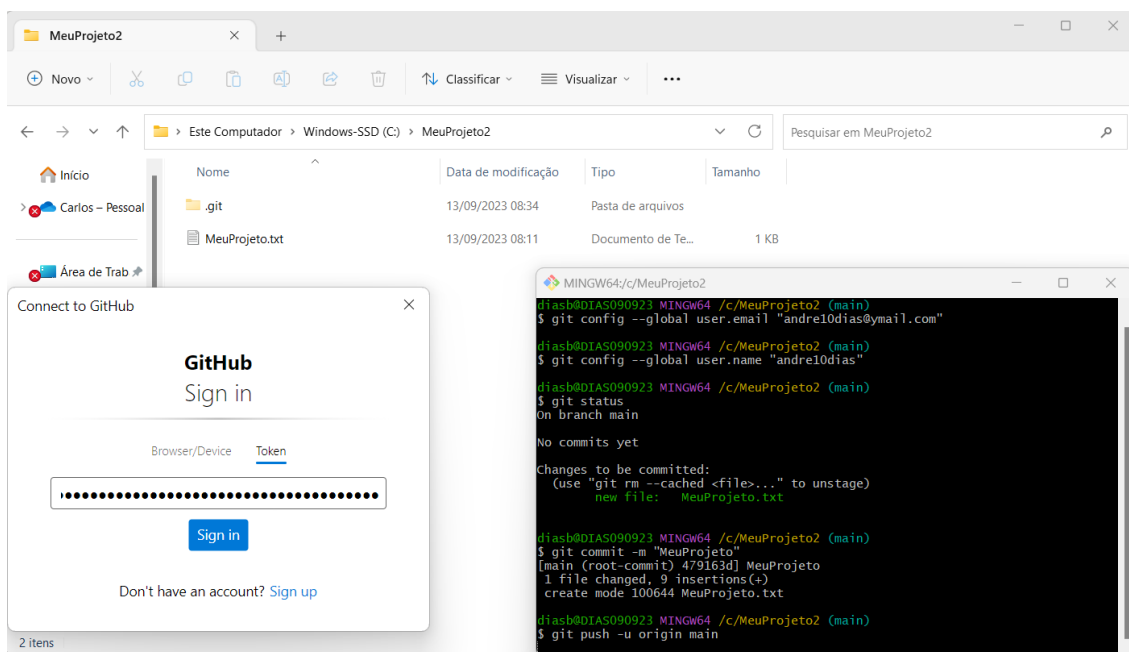 MeuProjeto2
Novo
Classificar
Visualizar
Este Computador > Windows-SSD (C:) > MeuProjeto2
Pesquisar em MeuProjeto2
Início
Carlos – Pessoal
Área de Trab
Nome Data de modificação Tipo Tamanho
.git 13/09/2023 08:34 Pasta de arquivos
MeuProjeto.txt 13/09/2023 08:11 Documento de Te... 1 KB
Connect to GitHub
GitHub
Sign in
Browser/Device Token
Sign in
Don't have an account? Sign up
2 itens
MINGW64:/c/MeuProjeto2
diasb@DIAS090923 MINGW64 /c/MeuProjeto2 (main)
$ git config --global user.email "andre10dias@ymail.com"
diasb@DIAS090923 MINGW64 /c/MeuProjeto2 (main)
$ git config --global user.name "andre10dias"
diasb@DIAS090923 MINGW64 /c/MeuProjeto2 (main)
$ git status
On branch main
No commits yet
Changes to be committed:
(use "git rm --cached <file>..." to unstage)
new file: MeuProjeto.txt
diasb@DIAS090923 MINGW64 /c/MeuProjeto2 (main)
$ git commit -m "MeuProjeto"
[main (root-commit) 479163d] MeuProjeto
1 file changed, 9 insertions(+)
create mode 100644 MeuProjeto.txt
diasb@DIAS090923 MINGW64 /c/MeuProjeto2 (main)
$ git push -u origin main